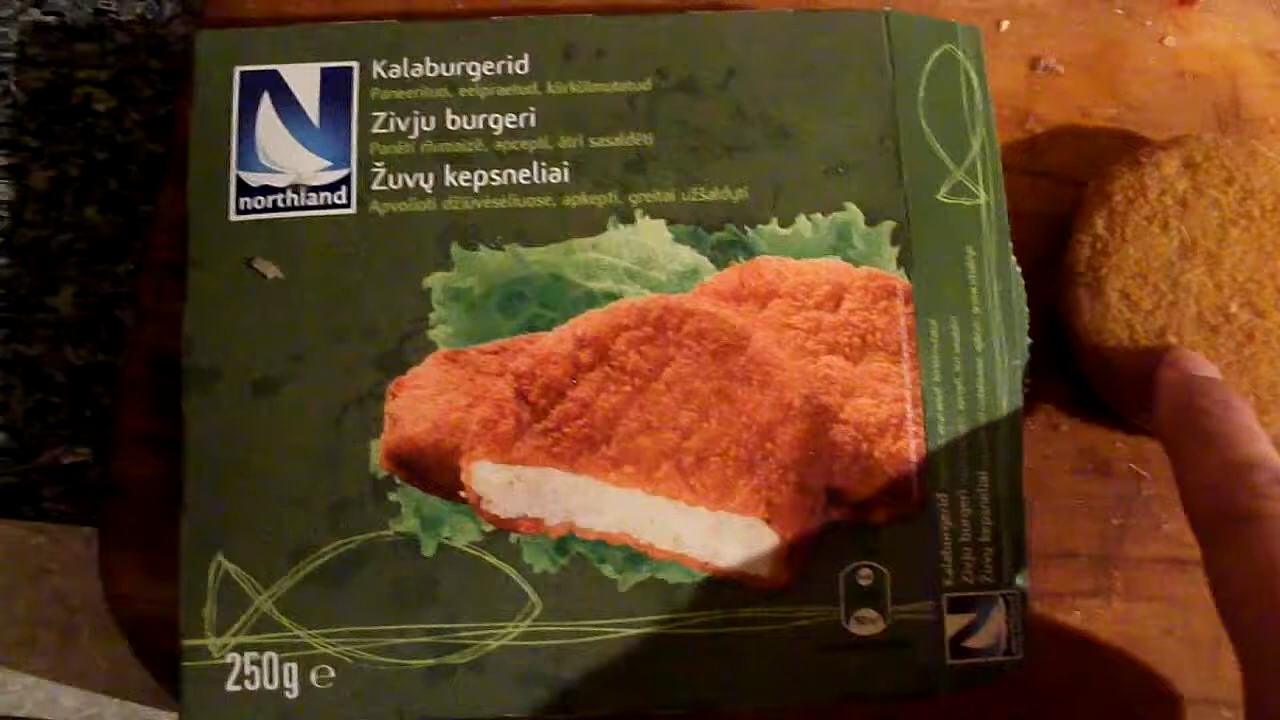 Kalaburgerid
Paneeritud, eelpraetud, kiirkülmutatud
Zivju burgeri
Panēti rīvmaizē, apcepti, ātri sasaldēti
Žuvų kepsneliai
Apvolioti džiūvėsėliuose, apkepti, greitai užšaldyti
northland
250g e
Kalaburgerid
Zivju burgeri
Žuvų kepsneliai